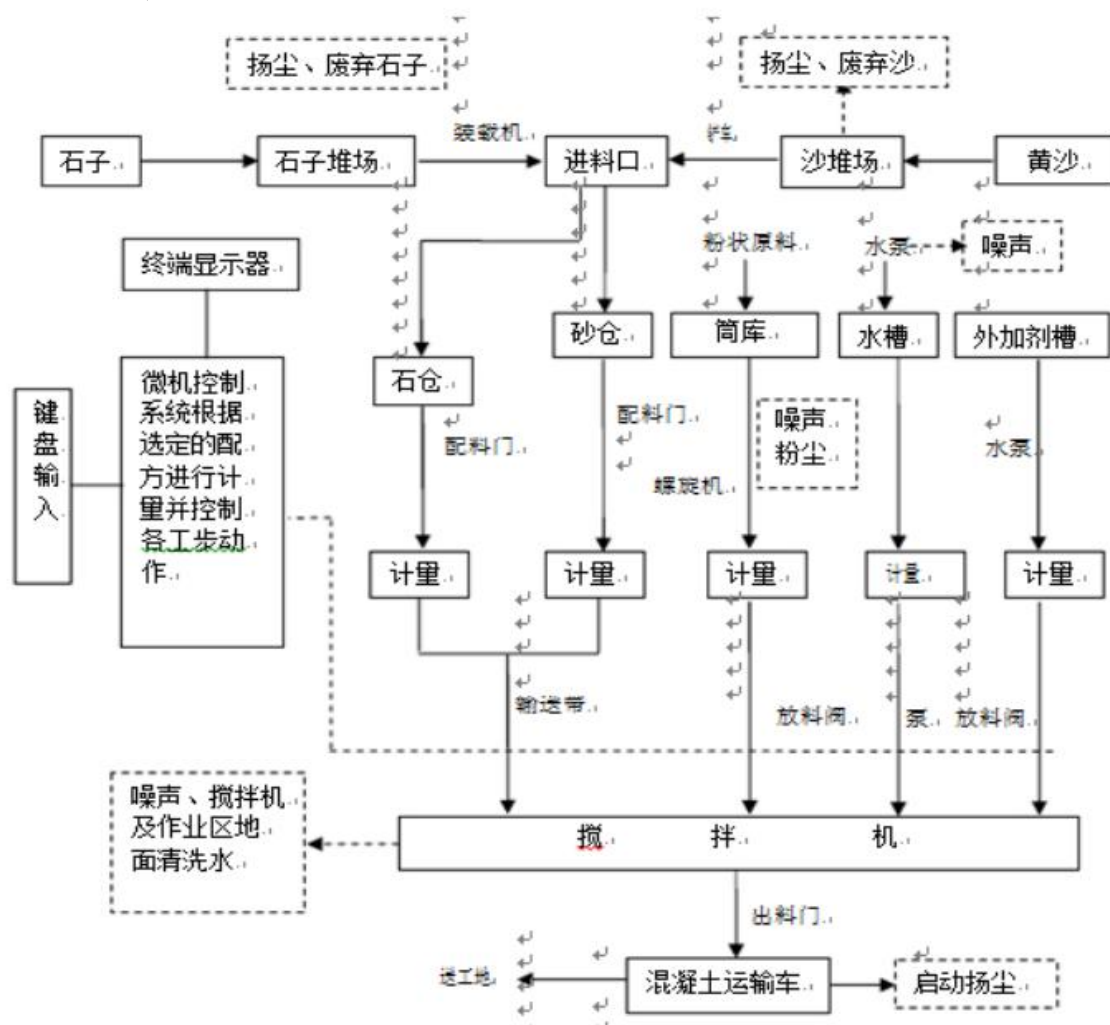 扬尘、废弃石子
扬尘、废弃沙
装载机
铲车
石子
石子堆场
进料口
沙堆场
黄沙
终端显示器
粉状原料
水泵
噪声
砂仓
筒库
水槽
外加剂槽
石仓
键盘输入
微机控制
系统根据
选定的配
方进行计
量并控制
各工步动
作
配料门
配料门
噪声
粉尘
水泵
螺旋机
计量
计量
计量
计量
计量
输送带
放料阀
泵
放料阀
噪声、搅拌机
及作业区地
面清洗水
搅 拌 机
出料门
送工地
混凝土运输车
启动扬尘